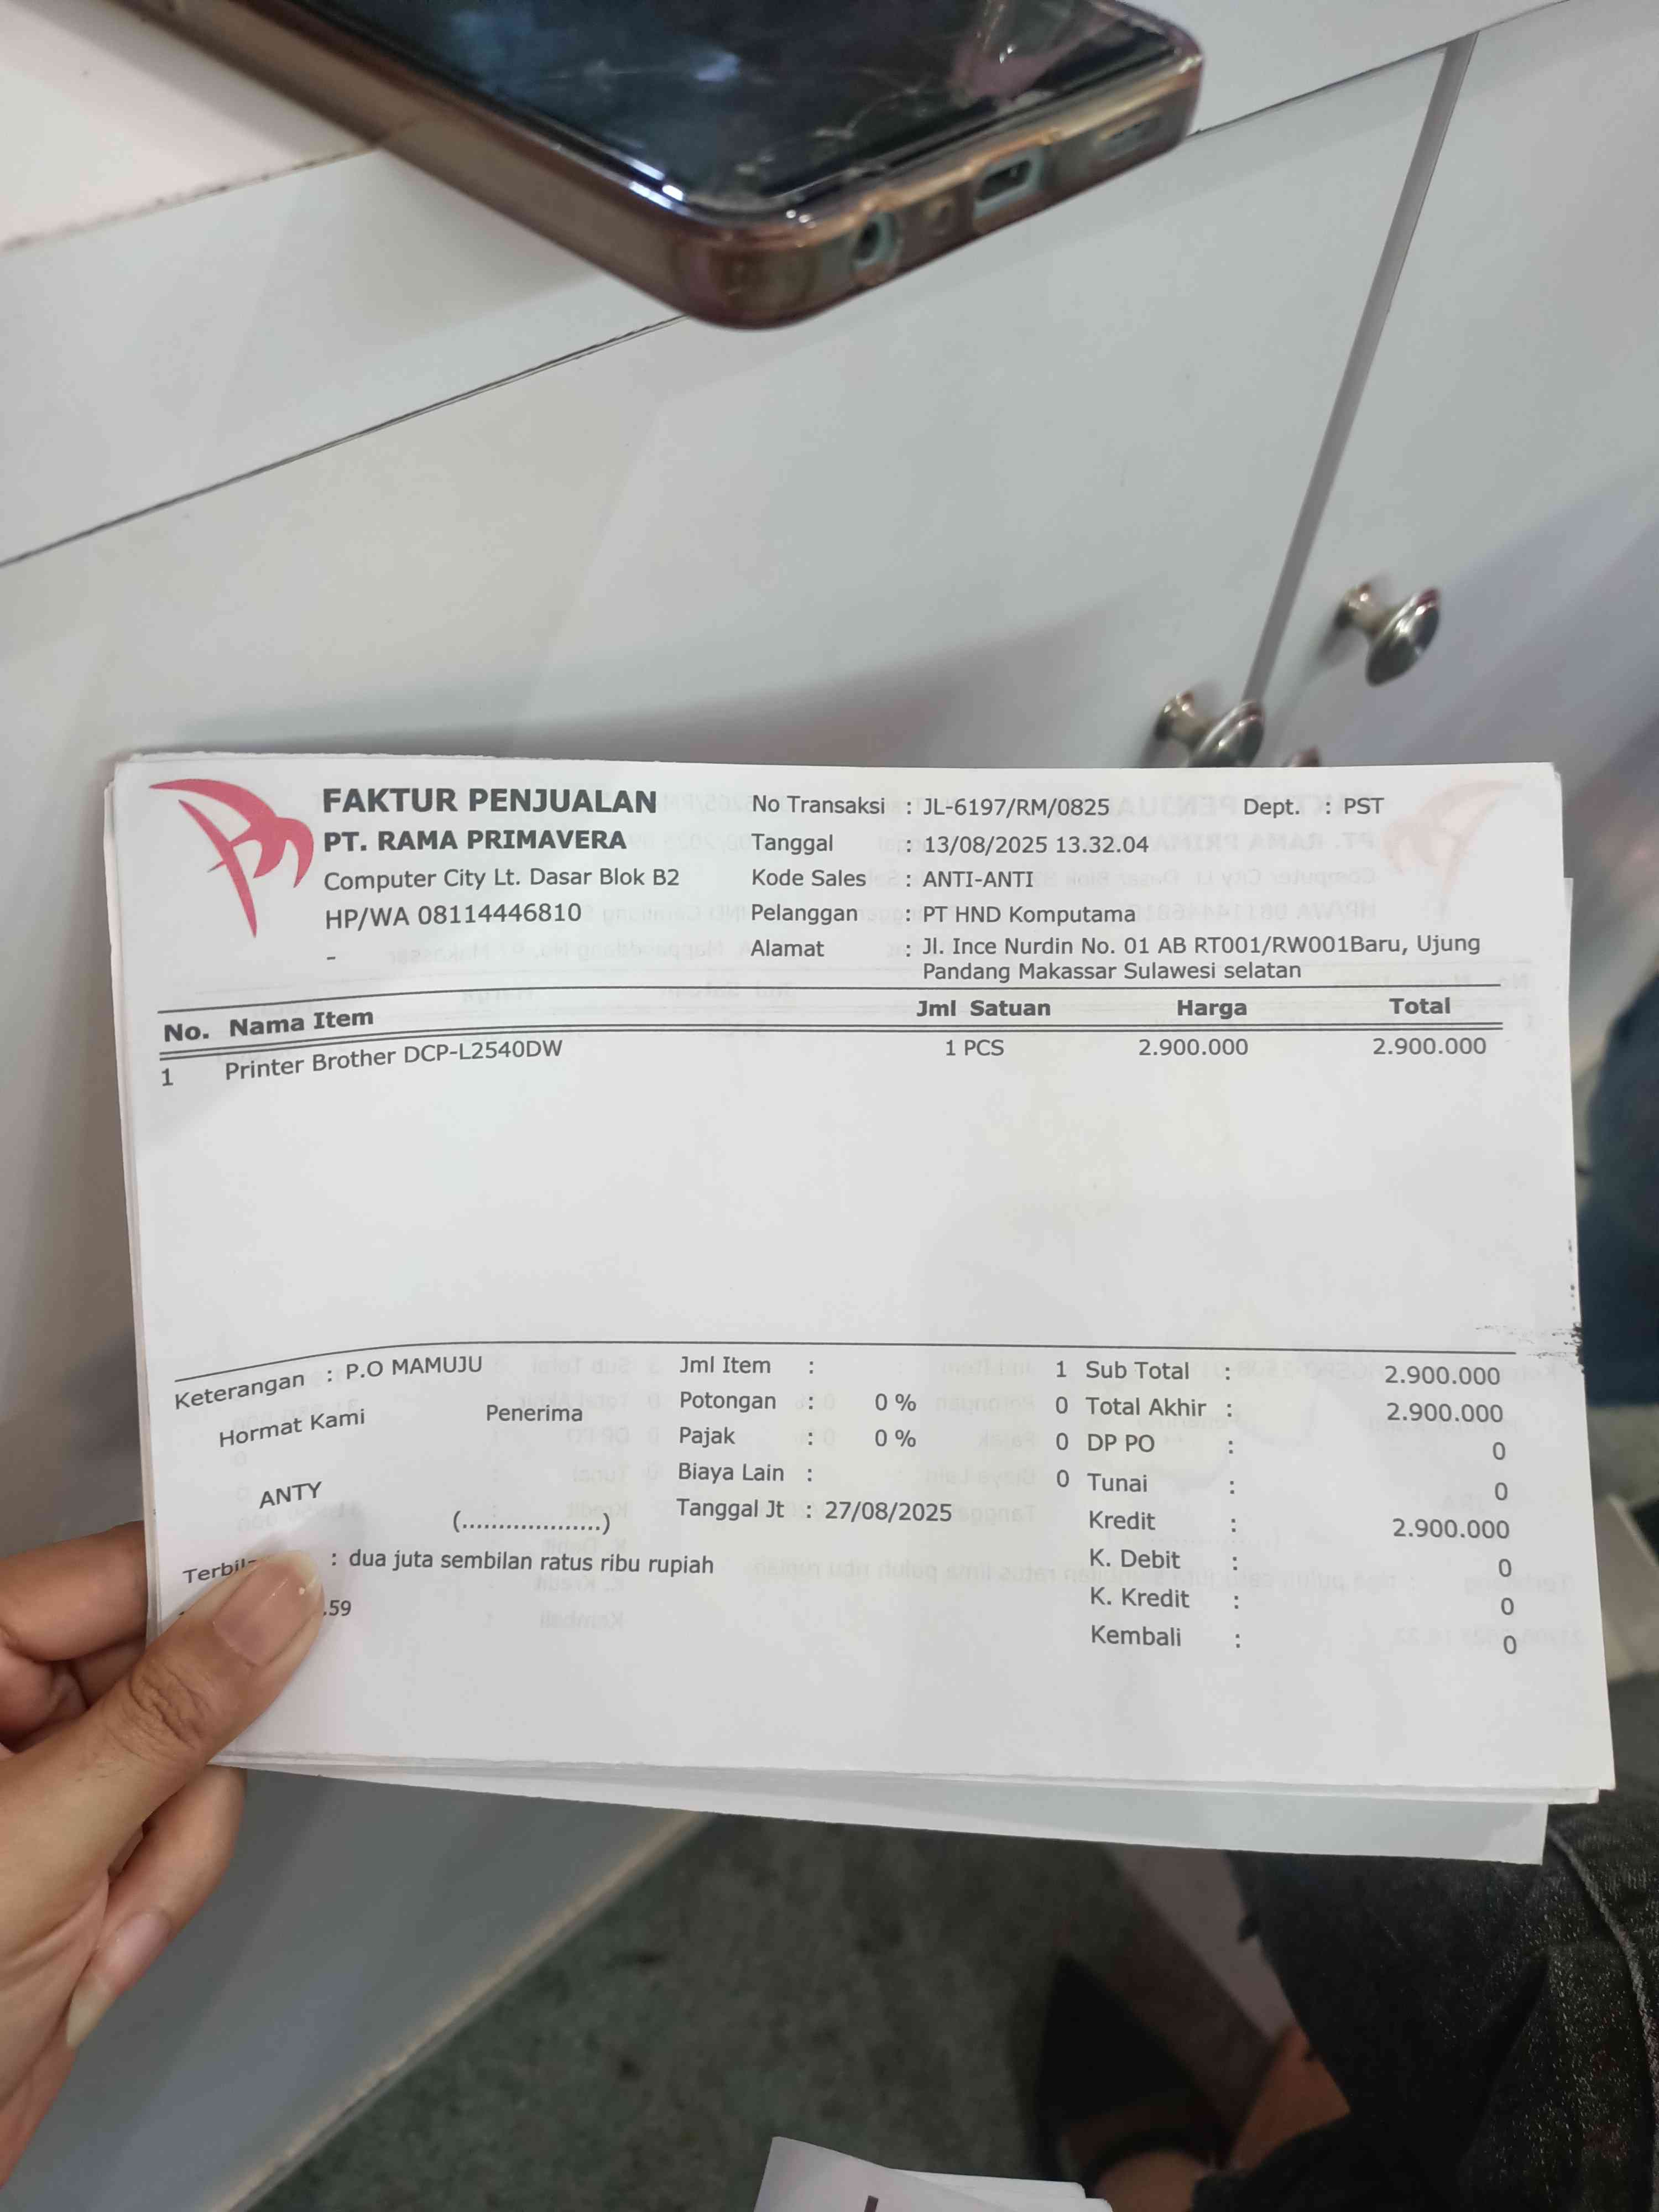 FAKTUR PENJUALAN
PT. RAMA PRIMAVERA
Computer City Lt. Dasar Blok B2
HP/WA 08114446810
-
No Transaksi : JL-6197/RM/0825 Dept. : PST
Tanggal : 13/08/2025 13.32.04
Kode Sales : ANTI-ANTI
Pelanggan : PT HND Komputama
Alamat : Jl. Ince Nurdin No. 01 AB RT001/RW001Baru, Ujung
Pandang Makassar Sulawesi selatan
No. Nama Item Jml Satuan Harga Total
1 Printer Brother DCP-L2540DW 1 PCS 2.900.000 2.900.000
Keterangan : P.O MAMUJU
Hormat Kami Penerima
ANTY
(...................)
Jml Item : 1
Potongan : 0 % 0
Pajak : 0 % 0
Biaya Lain : 0
Tanggal Jt : 27/08/2025
Sub Total : 2.900.000
Total Akhir : 2.900.000
DP PO : 0
Tunai : 0
Kredit : 2.900.000
K. Debit : 0
K. Kredit : 0
Kembali : 0
: dua juta sembilan ratus ribu rupiah
.59